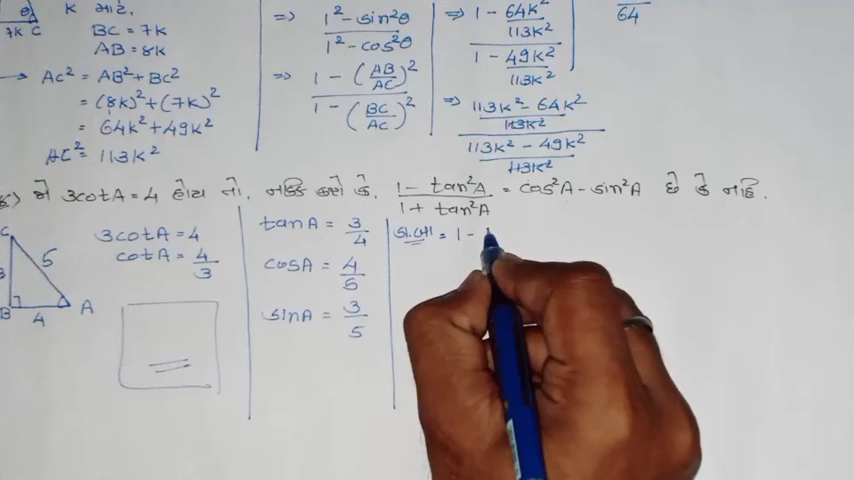 K માટે.
7K C
BC = 7K
AB = 8K
AC² = AB² + BC²
= (8K)² + (7K)²
= 64K² + 49K²
AC² = 113K²
=> 1² - sin²θ / 1² - cos²θ
=> 1 - (AB/AC)² / 1 - (BC/AC)²
=> 1 - 64K²/113K² / 1 - 49K²/113K²
=> 113K² - 64K² / 113K² / 113K² - 49K² / 113K²
64
જો 3cotA = 4 હોય તો, નક્કી કરો કે, 1 - tan²A / 1 + tan²A = cos²A - sin²A છે કે નહિ.
C
5
B 4 A
3cotA = 4
cotA = 4/3
tanA = 3/4
cosA = 4/5
sinA = 3/5
ડા.બા = 1 -